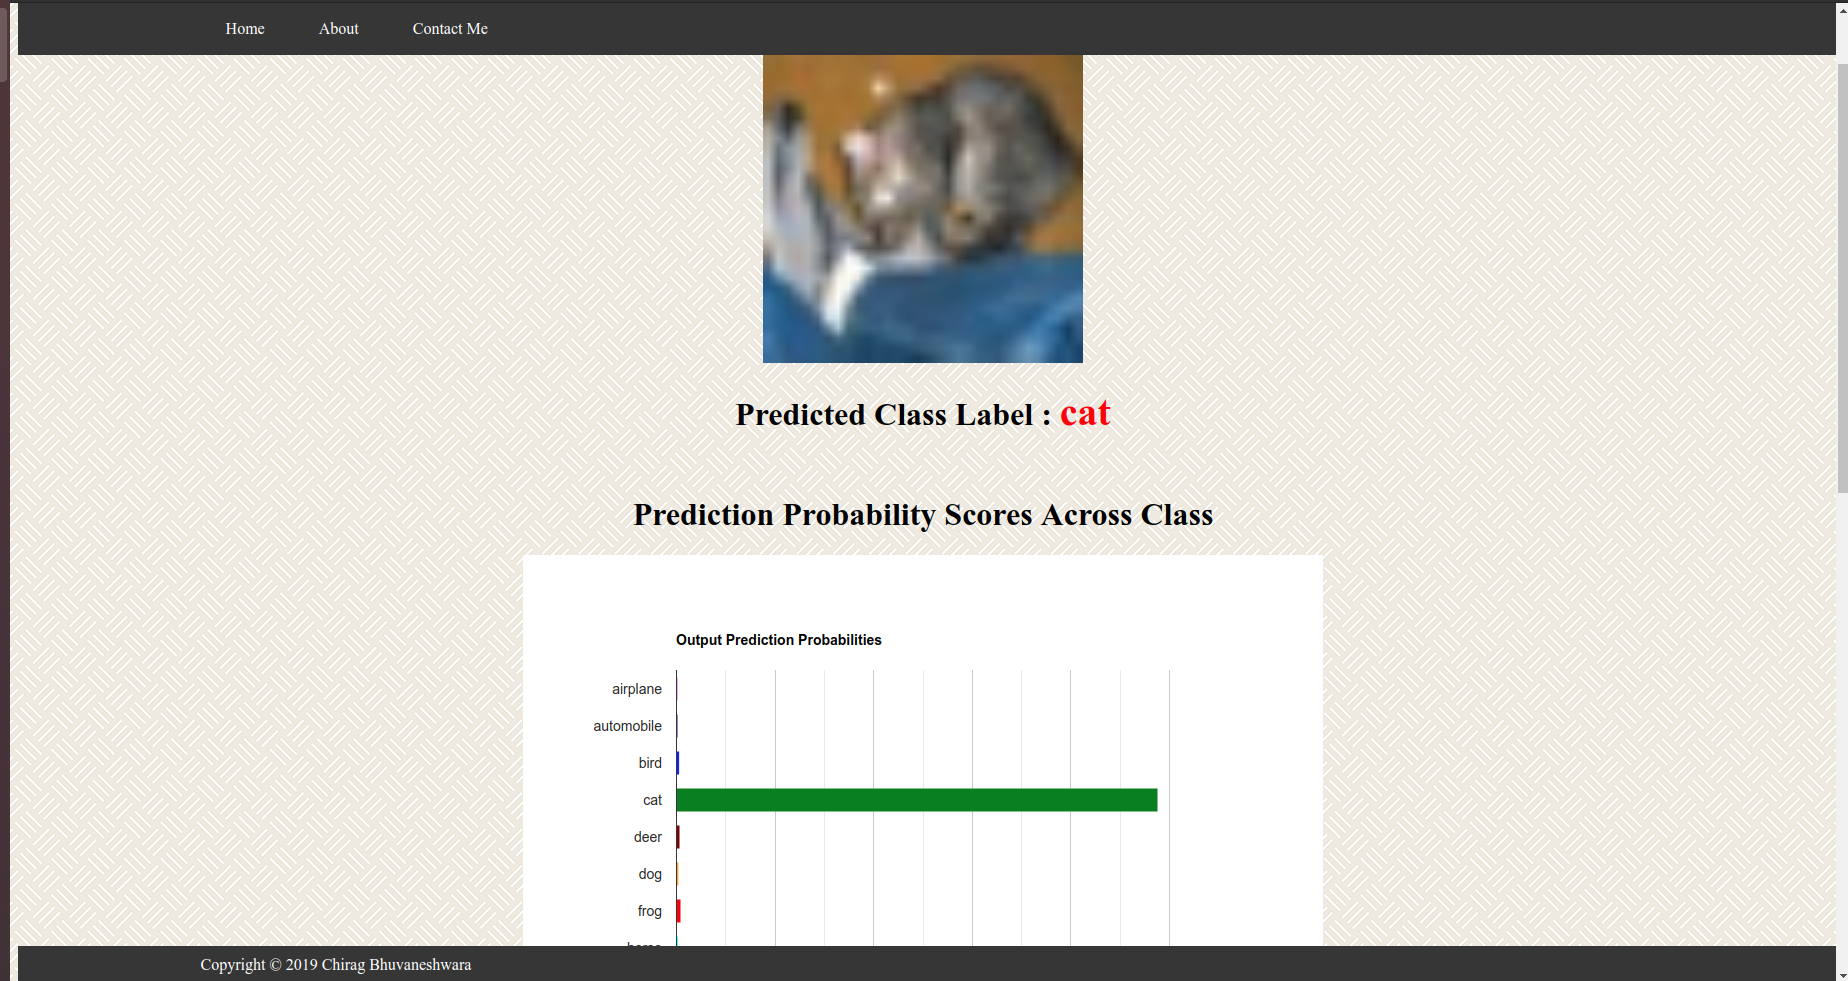 Home About Contact Me
Predicted Class Label : cat
Prediction Probability Scores Across Class
Output Prediction Probabilities
airplane
automobile
bird
cat
deer
dog
frog
Copyright © 2019 Chirag Bhuvaneshwara